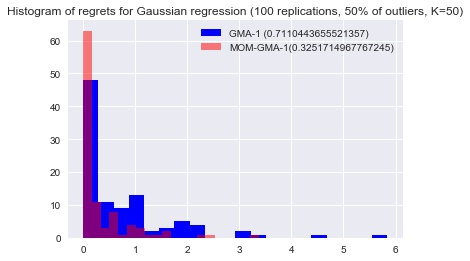 Histogram of regrets for Gaussian regression (100 replications, 50% of outliers, K=50)
GMA-1 (0.7110443655521357)
MOM-GMA-1(0.3251714967767245)
60
50
40
30
20
10
0
0 1 2 3 4 5 6